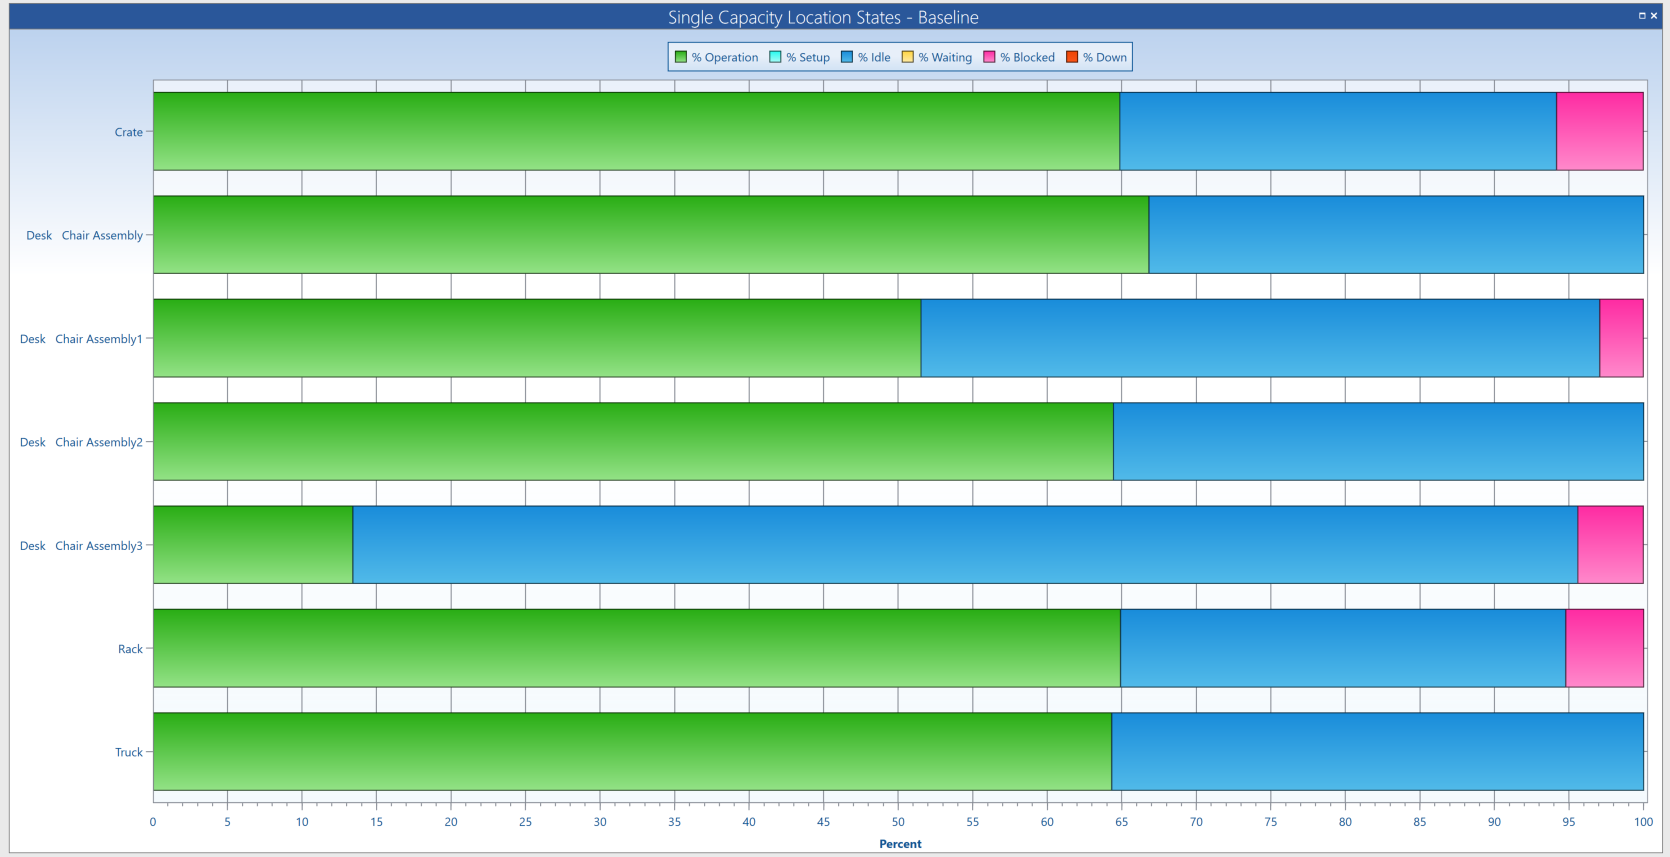 Single Capacity Location States - Baseline
% Operation % Setup % Idle % Waiting % Blocked % Down
Crate
Desk Chair Assembly
Desk Chair Assembly1
Desk Chair Assembly2
Desk Chair Assembly3
Rack
Truck
0 5 10 15 20 25 30 35 40 45 50 55 60 65 70 75 80 85 90 95 100
Percent